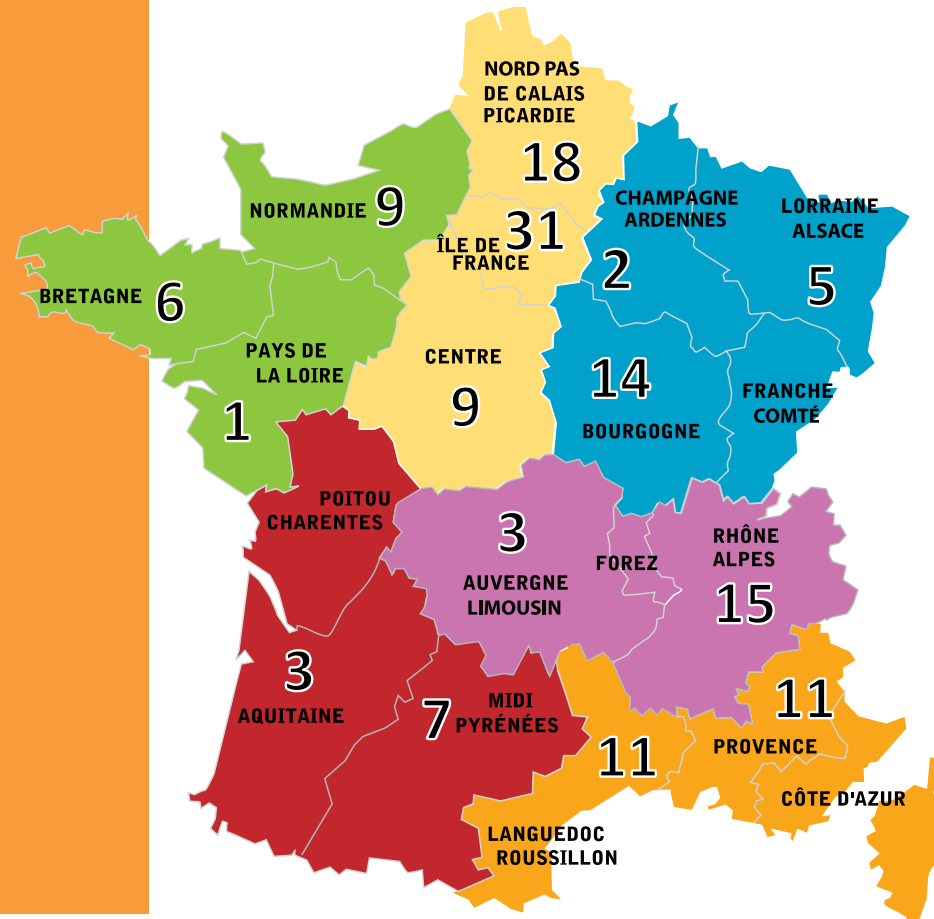 NORD PAS
DE CALAIS
PICARDIE
18
NORMANDIE 9
ÎLE DE 31
FRANCE
CHAMPAGNE
ARDENNES
2
LORRAINE
ALSACE
5
BRETAGNE 6
PAYS DE
LA LOIRE
1
CENTRE
9
14
BOURGOGNE
FRANCHE
COMTÉ
POITOU
CHARENTES
3
AUVERGNE
LIMOUSIN
FOREZ
RHÔNE
ALPES
15
3
AQUITAINE
7 MIDI
PYRÉNÉES
11
LANGUEDOC
ROUSSILLON
11
PROVENCE
CÔTE D'AZUR